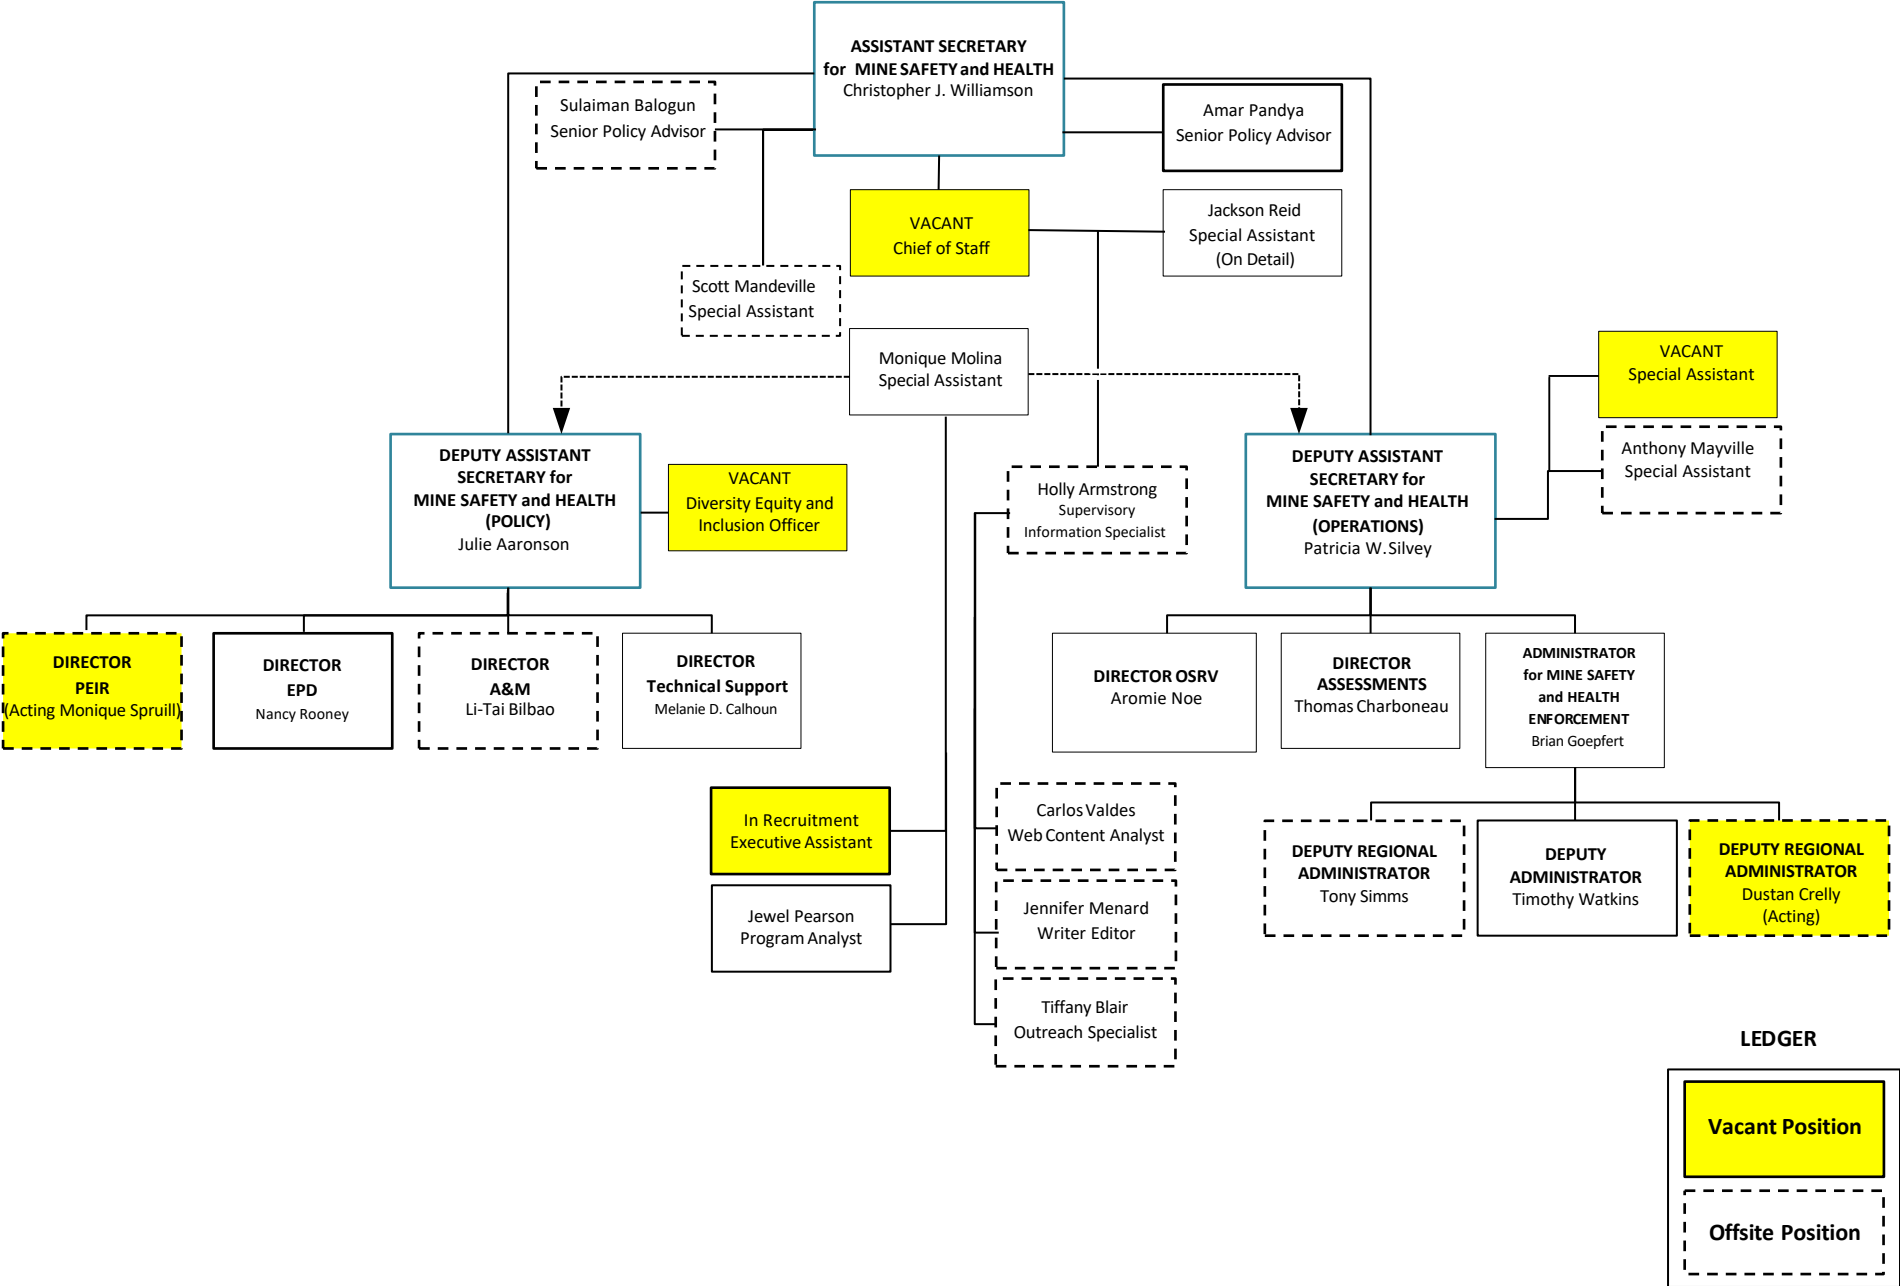 ASSISTANT SECRETARY
for MINE SAFETY and HEALTH
Christopher J. Williamson
Sulaiman Balogun
Senior Policy Advisor
Amar Pandya
Senior Policy Advisor
VACANT
Chief of Staff
Jackson Reid
Special Assistant
(On Detail)
Scott Mandeville
Special Assistant
Monique Molina
Special Assistant
VACANT
Special Assistant
Anthony Mayville
Special Assistant
DEPUTY ASSISTANT
SECRETARY for
MINE SAFETY and HEALTH
(POLICY)
Julie Aaronson
VACANT
Diversity Equity and
Inclusion Officer
Holly Armstrong
Supervisory
Information Specialist
DEPUTY ASSISTANT
SECRETARY for
MINE SAFETY and HEALTH
(OPERATIONS)
Patricia W. Silvey
DIRECTOR
PEIR
(Acting Monique Spruill)
DIRECTOR
EPD
Nancy Rooney
DIRECTOR
A&M
Li-Tai Bilbao
DIRECTOR
Technical Support
Melanie D. Calhoun
DIRECTOR OSRV
Aromie Noe
DIRECTOR
ASSESSMENTS
Thomas Charboneau
ADMINISTRATOR
for MINE SAFETY
and HEALTH
ENFORCEMENT
Brian Goepfert
In Recruitment
Executive Assistant
Jewel Pearson
Program Analyst
Carlos Valdes
Web Content Analyst
Jennifer Menard
Writer Editor
Tiffany Blair
Outreach Specialist
DEPUTY REGIONAL
ADMINISTRATOR
Tony Simms
DEPUTY
ADMINISTRATOR
Timothy Watkins
DEPUTY REGIONAL
ADMINISTRATOR
Dustan Crelly
(Acting)
LEDGER
Vacant Position
Offsite Position